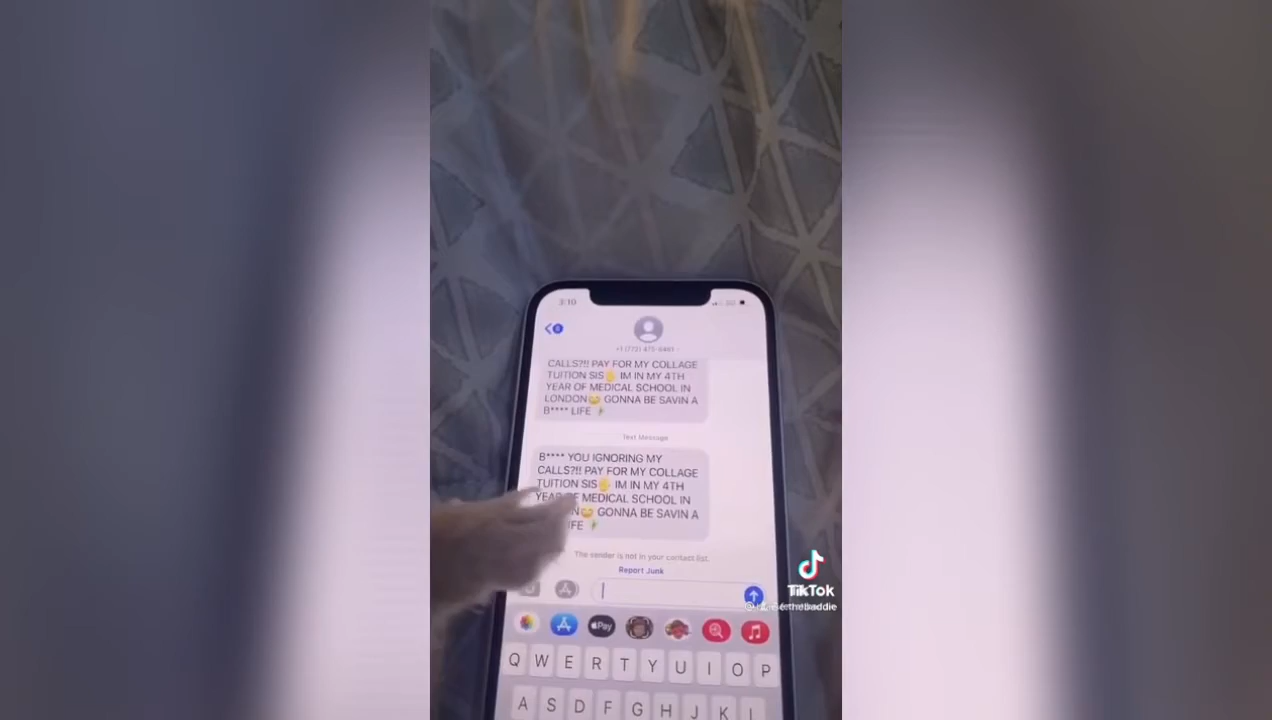 3:10
CALLS?!! PAY FOR MY COLLAGE
TUITION SIS✋ IM IN MY 4TH
YEAR OF MEDICAL SCHOOL IN
LONDON GONNA BE SAVIN A
B**** LIFE
Text Message
B**** YOU IGNORING MY
CALLS?!! PAY FOR MY COLLAGE
TUITION SIS✋ IM IN MY 4TH
YEAR MEDICAL SCHOOL IN
GONNA BE SAVIN A
The sender is not in your contact list.
Report Junk
Pay
TikTok
Q W E R T Y U I O P
A S D F G H J K L